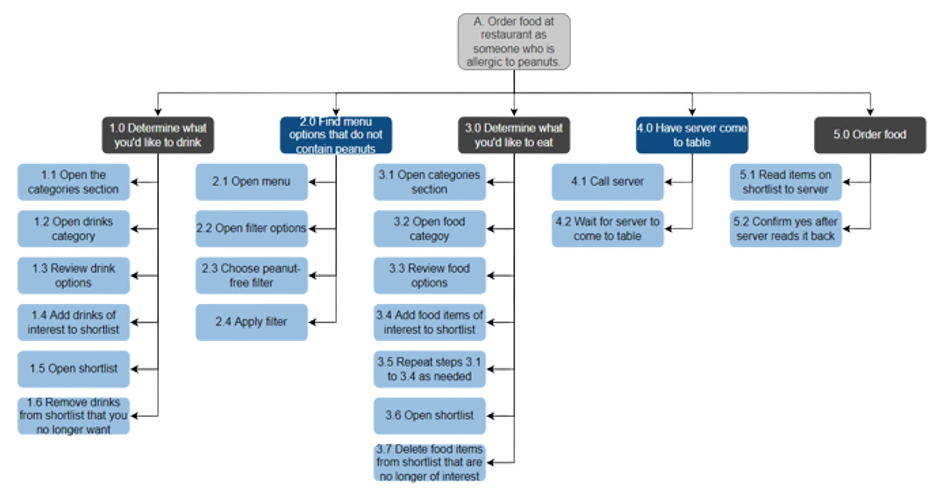 A. Order food at
restaurant as
someone who is
allergic to peanuts.
1.0 Determine what
you'd like to drink
2.0 Find menu
options that do not
contain peanuts
3.0 Determine what
you'd like to eat
4.0 Have server come
to table
5.0 Order food
1.1 Open the
categories section
1.2 Open drinks
category
1.3 Review drink
options
1.4 Add drinks of
interest to shortlist
1.5 Open shortlist
1.6 Remove drinks
from shortlist that you
no longer want
2.1 Open menu
2.2 Open filter options
2.3 Choose peanut-
free filter
2.4 Apply filter
3.1 Open categories
section
3.2 Open food
categoy
3.3 Review food
options
3.4 Add food items of
interest to shortlist
3.5 Repeat steps 3.1
to 3.4 as needed
3.6 Open shortlist
3.7 Delete food items
from shortlist that are
no longer of interest
4.1 Call server
4.2 Wait for server to
come to table
5.1 Read items on
shortlist to server
5.2 Confirm yes after
server reads it back